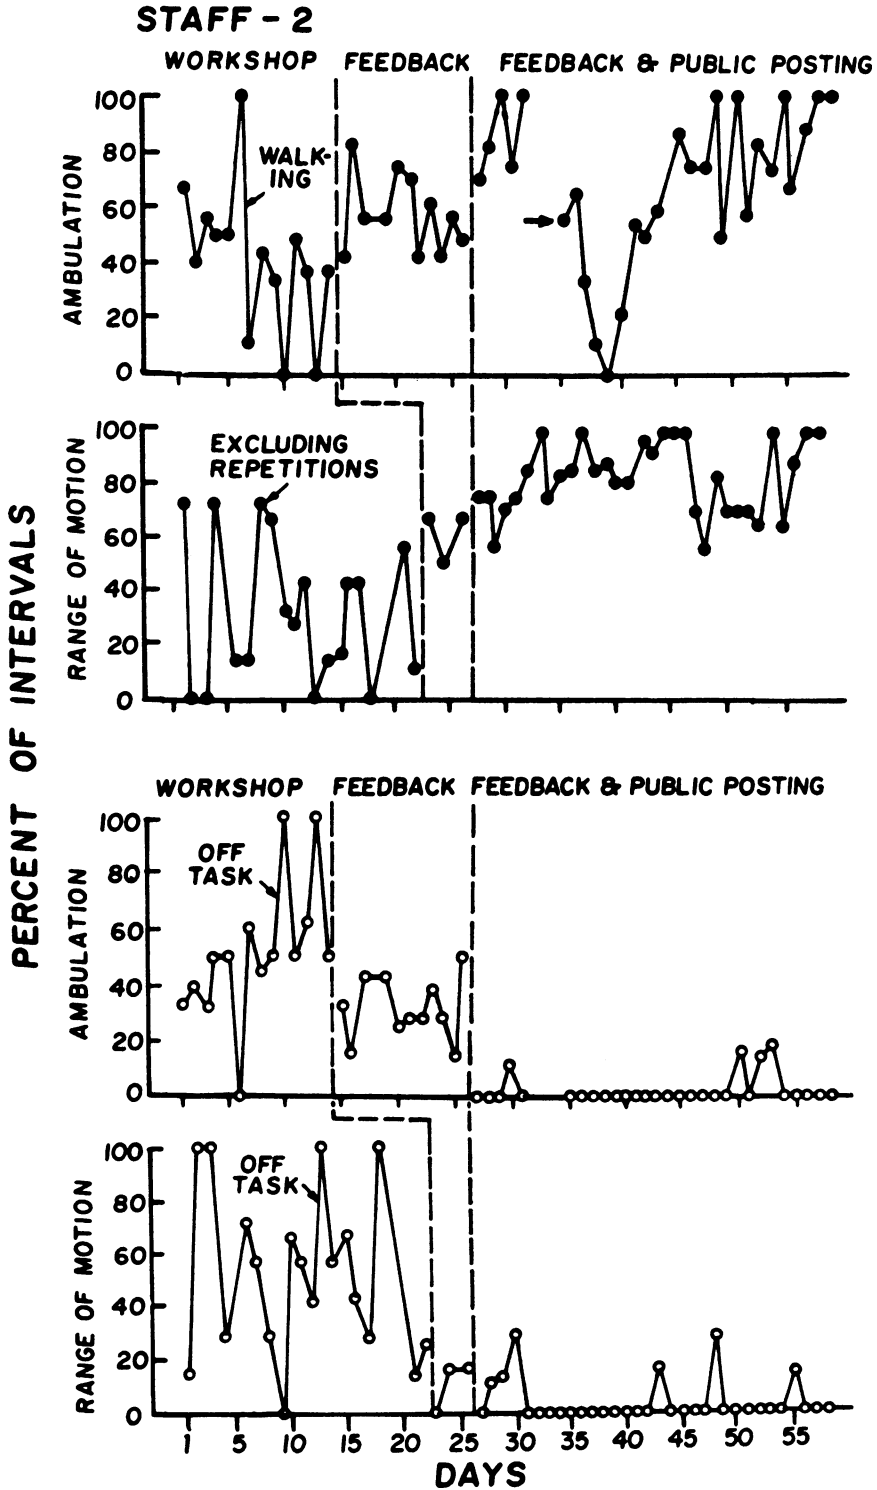 STAFF - 2
WORKSHOP FEEDBACK FEEDBACK & PUBLIC POSTING
100
80
60
40
20
0
AMBULATION
WALK-
ING
100
80
60
40
20
0
RANGE OF MOTION
EXCLUDING
REPETITIONS
PERCENT OF INTERVALS
WORKSHOP FEEDBACK FEEDBACK & PUBLIC POSTING
100
80
60
40
20
0
AMBULATION
OFF
TASK
100
80
60
40
20
0
RANGE OF MOTION
OFF
TASK
1 5 10 15 20 25 30 35 40 45 50 55
DAYS